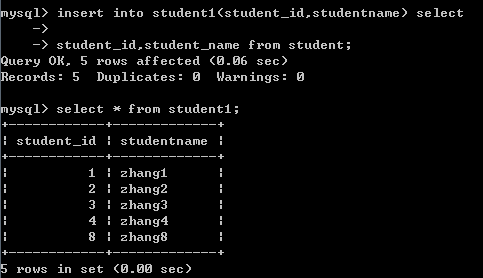 mysql> insert into student1(student_id,studentname) select
    ->
    -> student_id,student_name from student;
Query OK, 5 rows affected (0.06 sec)
Records: 5  Duplicates: 0  Warnings: 0
mysql> select * from student1;
+------------+-------------+
¦ student_id ¦ studentname ¦
+------------+-------------+
¦          1 ¦ zhang1      ¦
¦          2 ¦ zhang2      ¦
¦          3 ¦ zhang3      ¦
¦          4 ¦ zhang4      ¦
¦          8 ¦ zhang8      ¦
+------------+-------------+
5 rows in set (0.00 sec)